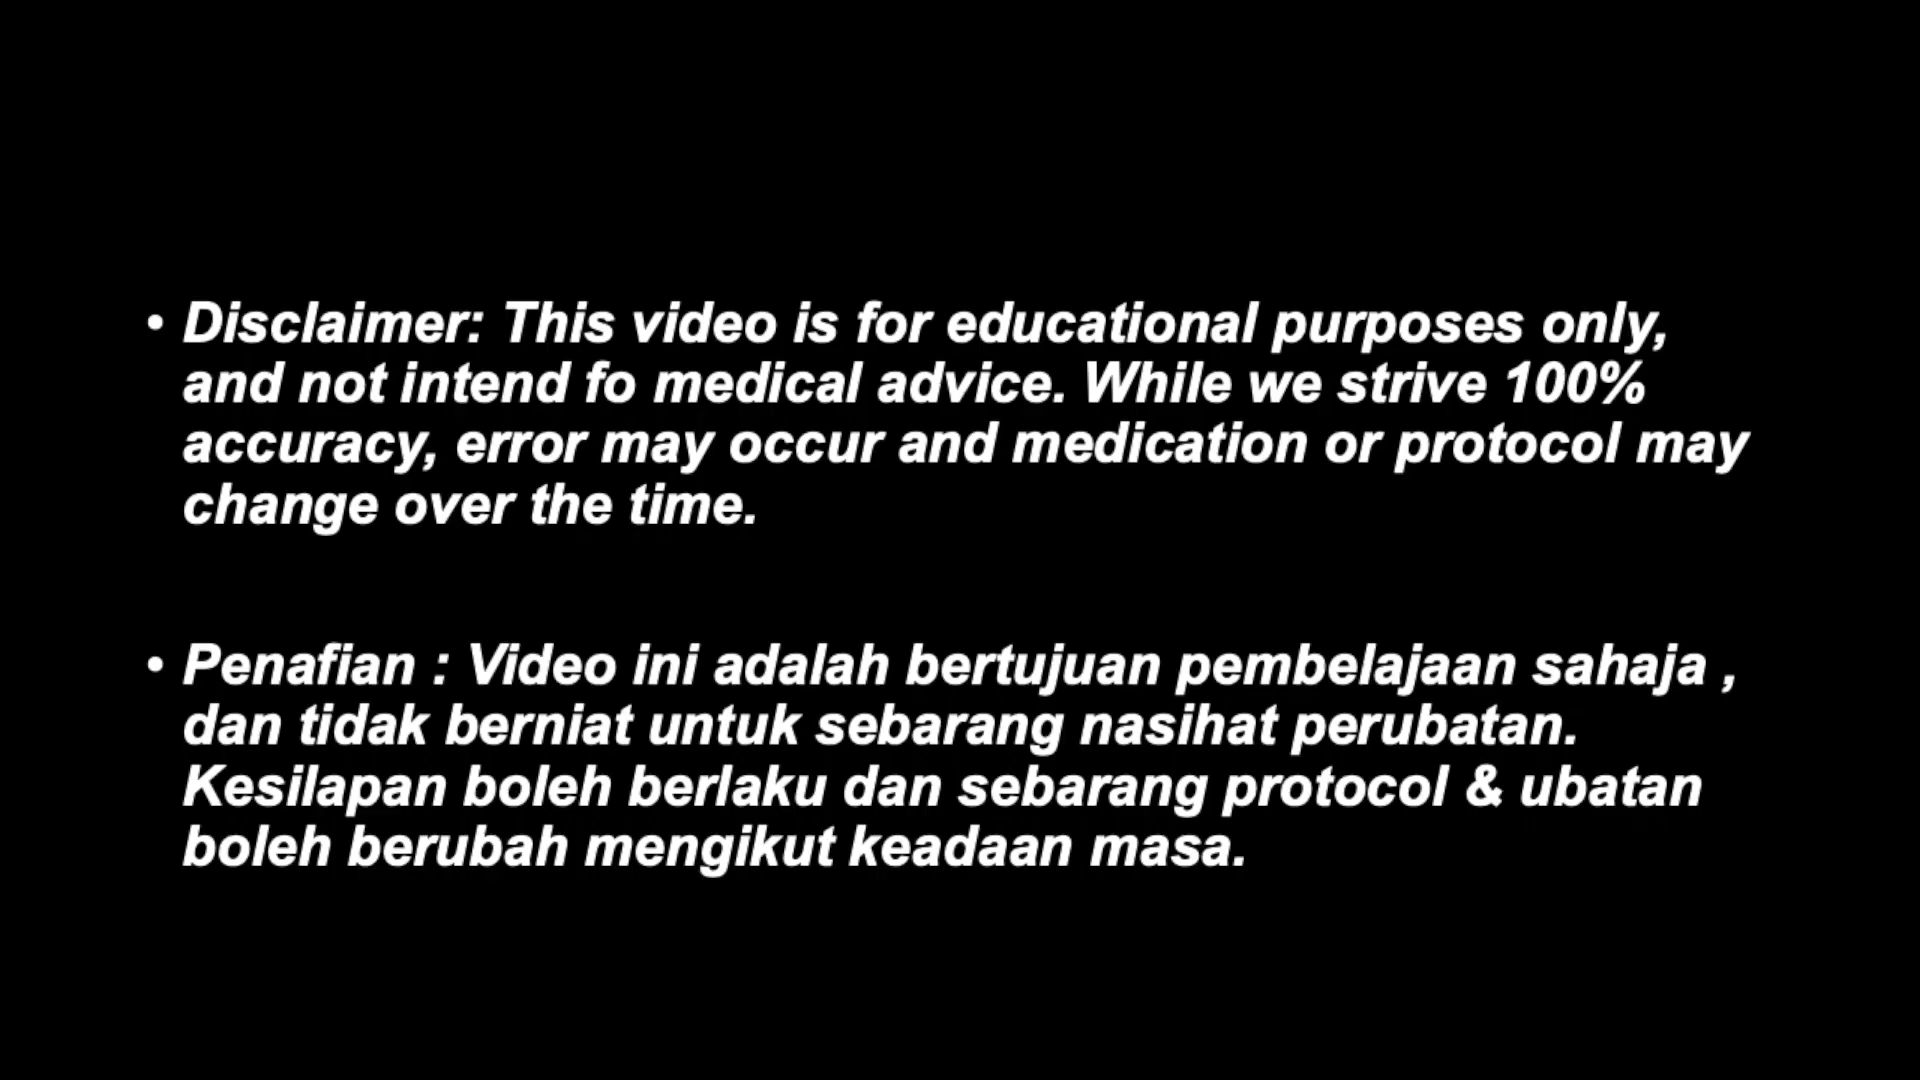 • Disclaimer: This video is for educational purposes only,
and not intend fo medical advice. While we strive 100%
accuracy, error may occur and medication or protocol may
change over the time.
• Penafian : Video ini adalah bertujuan pembelajaan sahaja ,
dan tidak berniat untuk sebarang nasihat perubatan.
Kesilapan boleh berlaku dan sebarang protocol & ubatan
boleh berubah mengikut keadaan masa.